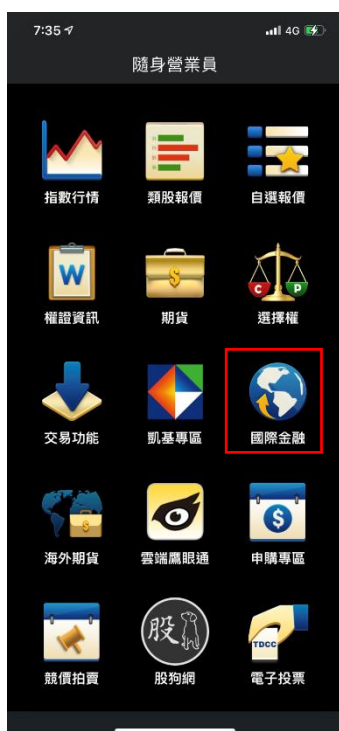 7:35 4G
隨身營業員
指數行情 類股報價 自選報價
W $ C P
權證資訊 期貨 選擇權
交易功能 凱基專區 國際金融
$ $
海外期貨 雲端鷹眼通 申購專區
股 TDCC
競價拍賣 股狗網 電子投票